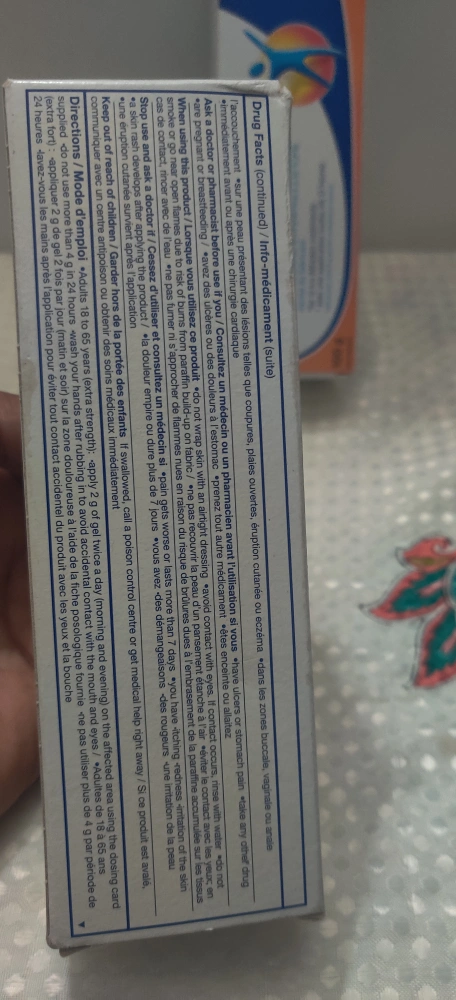 Drug Facts (continued) / Info-médicament (suite)
l'accouchement •sur une peau présentant des lésions telles que coupures, plaies ouvertes, éruption cutanée ou eczéma •dans les zones buccale, vaginale ou anale
•immédiatement avant ou après une chirurgie cardiaque
Ask a doctor or pharmacist before use if you / Consultez un médecin ou un pharmacien avant l'utilisation si vous •have ulcers or stomach pain •take any other drug
•are pregnant or breastfeeding / •avez des ulcères ou des douleurs à l'estomac •prenez tout autre médicament •êtes enceinte ou allaitez
When using this product / Lorsque vous utilisez ce produit •do not wrap skin with an airtight dressing •avoid contact with eyes. If contact occurs, rinse with water •do not
smoke or go near open flames due to risk of burns from paraffin build-up on fabric / •ne pas recouvrir la peau d'un pansement étanche à l'air •éviter le contact avec les yeux; en
cas de contact, rincer avec de l'eau •ne pas fumer ni s'approcher de flammes nues en raison du risque de brûlures dues à l'embrasement de la paraffine accumulée sur les tissus
Stop use and ask a doctor if / Cessez d'utiliser et consultez un médecin si •pain gets worse or lasts more than 7 days •you have -itching -redness -irritation of the skin
•a skin rash develops after applying the product / •la douleur empire ou dure plus de 7 jours •vous avez -des démangeaisons -des rougeurs -une irritation de la peau
•une éruption cutanée survient après l'application
Keep out of reach of children / Garder hors de la portée des enfants If swallowed, call a poison control centre or get medical help right away / Si ce produit est avalé,
communiquer avec un centre antipoison ou obtenir des soins médicaux immédiatement
Directions / Mode d'emploi •Adults 18 to 65 years (extra strength): -apply 2 g of gel twice a day (morning and evening) on the affected area using the dosing card
supplied -do not use more than 4 g in 24 hours -wash your hands after rubbing in to avoid accidental contact with the mouth and eyes / •Adultes de 18 à 65 ans
(extra fort) : -appliquer 2 g de gel 2 fois par jour (matin et soir) sur la zone douloureuse à l'aide de la fiche posologique fournie -ne pas utiliser plus de 4 g par période de
24 heures -lavez-vous les mains après l'application pour éviter tout contact accidentel du produit avec les yeux et la bouche